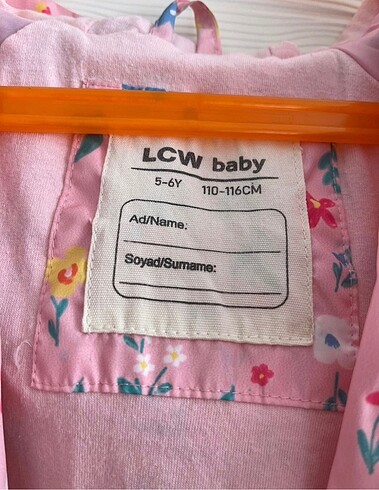 LCW baby
5-6Y 110-116CM
Ad/Name:
Soyad/Surname: